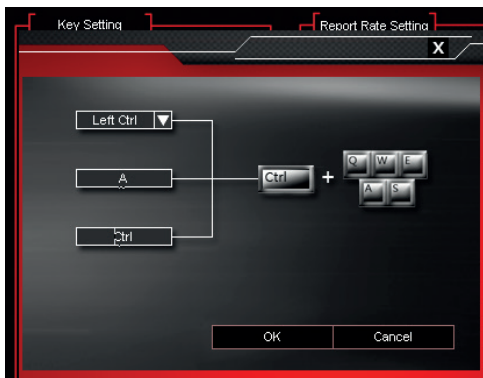 Key Setting Report Rate Setting
X
Left Ctrl
A
Ctrl
Ctrl + Q W E
A S
OK Cancel